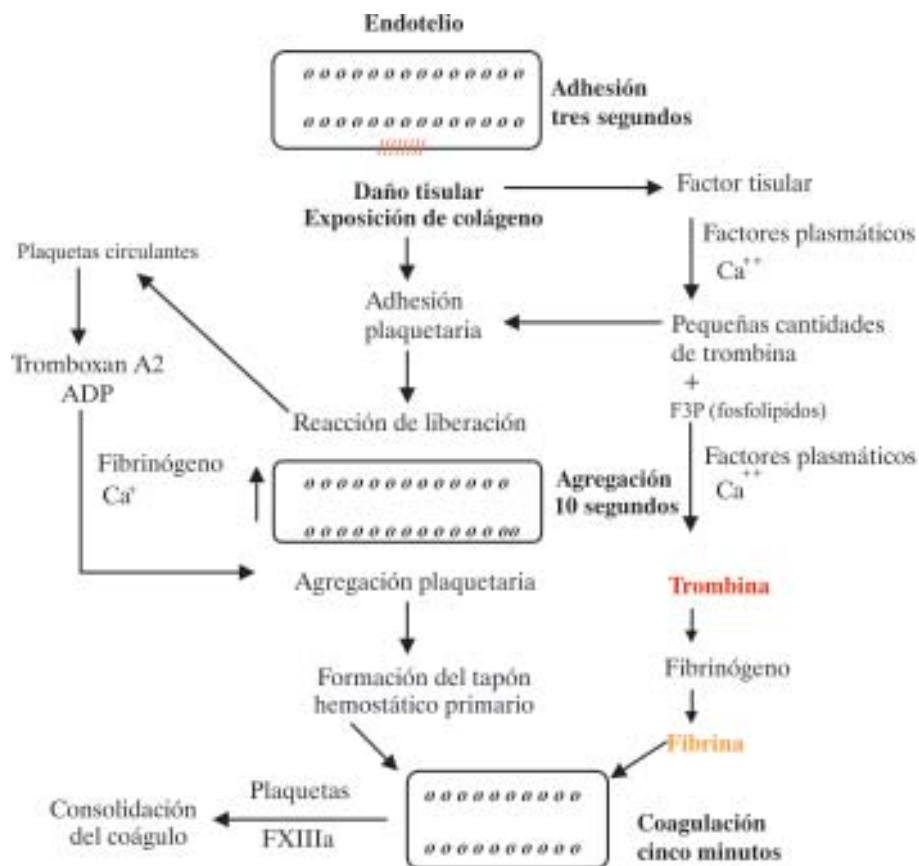 Endotelio
Adhesión
tres segundos
Daño tisular
Exposición de colágeno
Factor tisular
Factores plasmáticos
Ca++
Plaquetas circulantes
Adhesión
plaquetaria
Pequeñas cantidades
de trombina
+
F3P (fosfolipidos)
Tromboxan A2
ADP
Reacción de liberación
Factores plasmáticos
Ca++
Fibrinógeno
Ca+
Agregación
10 segundos
Agregación plaquetaria
Trombina
Fibrinógeno
Formación del tapón
hemostático primario
Fibrina
Plaquetas
FXIIIa
Consolidación
del coágulo
Coagulación
cinco minutos